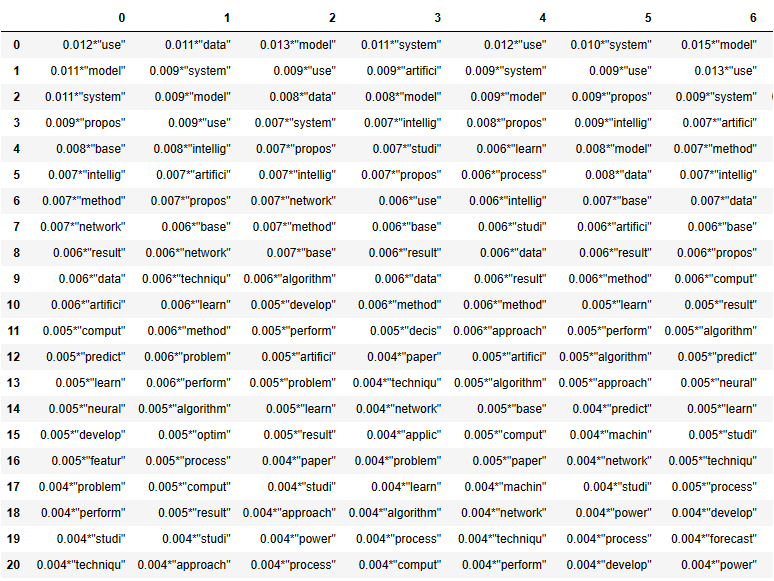 0 1 2 3 4 5 6
0 0.012*"use" 0.011*"data" 0.013*"model" 0.011*"system" 0.012*"use" 0.010*"system" 0.015*"model"
1 0.011*"model" 0.009*"system" 0.009*"use" 0.009*"artifici" 0.009*"system" 0.009*"use" 0.013*"use"
2 0.011*"system" 0.009*"model" 0.008*"data" 0.008*"model" 0.009*"model" 0.009*"propos" 0.009*"system"
3 0.009*"propos" 0.009*"use" 0.007*"system" 0.007*"intellig" 0.008*"propos" 0.009*"intellig" 0.007*"artifici"
4 0.008*"base" 0.008*"intellig" 0.007*"propos" 0.007*"studi" 0.006*"learn" 0.008*"model" 0.007*"method"
5 0.007*"intellig" 0.007*"artifici" 0.007*"intellig" 0.007*"propos" 0.006*"process" 0.008*"data" 0.007*"intellig"
6 0.007*"method" 0.007*"propos" 0.007*"network" 0.006*"use" 0.006*"intellig" 0.007*"base" 0.007*"data"
7 0.007*"network" 0.006*"base" 0.007*"method" 0.006*"base" 0.006*"studi" 0.006*"artifici" 0.006*"base"
8 0.006*"result" 0.006*"network" 0.007*"base" 0.006*"result" 0.006*"data" 0.006*"result" 0.006*"propos"
9 0.006*"data" 0.006*"techniqu" 0.006*"algorithm" 0.006*"data" 0.006*"result" 0.006*"method" 0.006*"comput"
10 0.006*"artifici" 0.006*"learn" 0.005*"develop" 0.006*"method" 0.006*"method" 0.005*"learn" 0.005*"result"
11 0.005*"comput" 0.006*"method" 0.005*"perform" 0.005*"decis" 0.006*"approach" 0.005*"perform" 0.005*"algorithm"
12 0.005*"predict" 0.006*"problem" 0.005*"artifici" 0.004*"paper" 0.005*"artifici" 0.005*"algorithm" 0.005*"predict"
13 0.005*"learn" 0.006*"perform" 0.005*"problem" 0.004*"techniqu" 0.005*"algorithm" 0.005*"approach" 0.005*"neural"
14 0.005*"neural" 0.005*"algorithm" 0.005*"learn" 0.004*"network" 0.005*"base" 0.004*"predict" 0.005*"learn"
15 0.005*"develop" 0.005*"optim" 0.005*"result" 0.004*"applic" 0.005*"comput" 0.004*"machin" 0.005*"studi"
16 0.005*"featur" 0.005*"process" 0.004*"paper" 0.004*"problem" 0.005*"paper" 0.004*"network" 0.005*"techniqu"
17 0.004*"problem" 0.005*"comput" 0.004*"studi" 0.004*"learn" 0.004*"machin" 0.004*"studi" 0.005*"process"
18 0.004*"perform" 0.005*"result" 0.004*"approach" 0.004*"algorithm" 0.004*"network" 0.004*"power" 0.004*"develop"
19 0.004*"studi" 0.004*"studi" 0.004*"power" 0.004*"process" 0.004*"techniqu" 0.004*"process" 0.004*"forecast"
20 0.004*"techniqu" 0.004*"approach" 0.004*"process" 0.004*"comput" 0.004*"perform" 0.004*"develop" 0.004*"power"